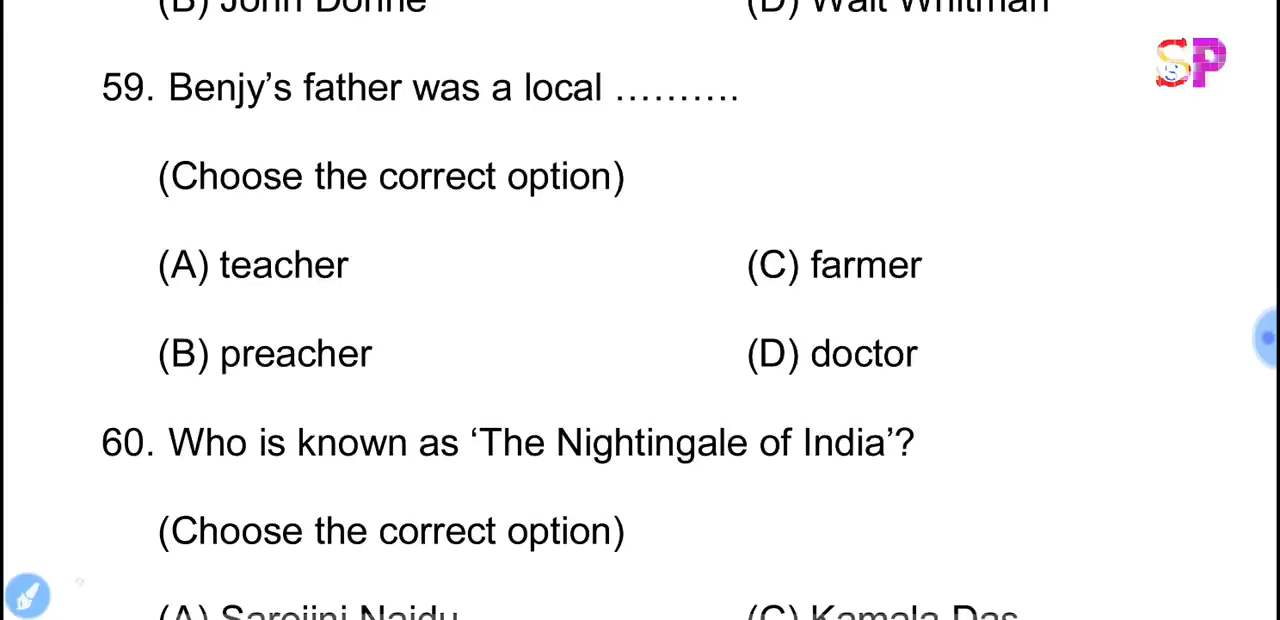 (B) John Donne (D) Walt Whitman
SP
59. Benjy’s father was a local ..........
(Choose the correct option)
(A) teacher (C) farmer
(B) preacher (D) doctor
60. Who is known as ‘The Nightingale of India’?
(Choose the correct option)
(A) Sarojini Naidu (C) Kamala Das